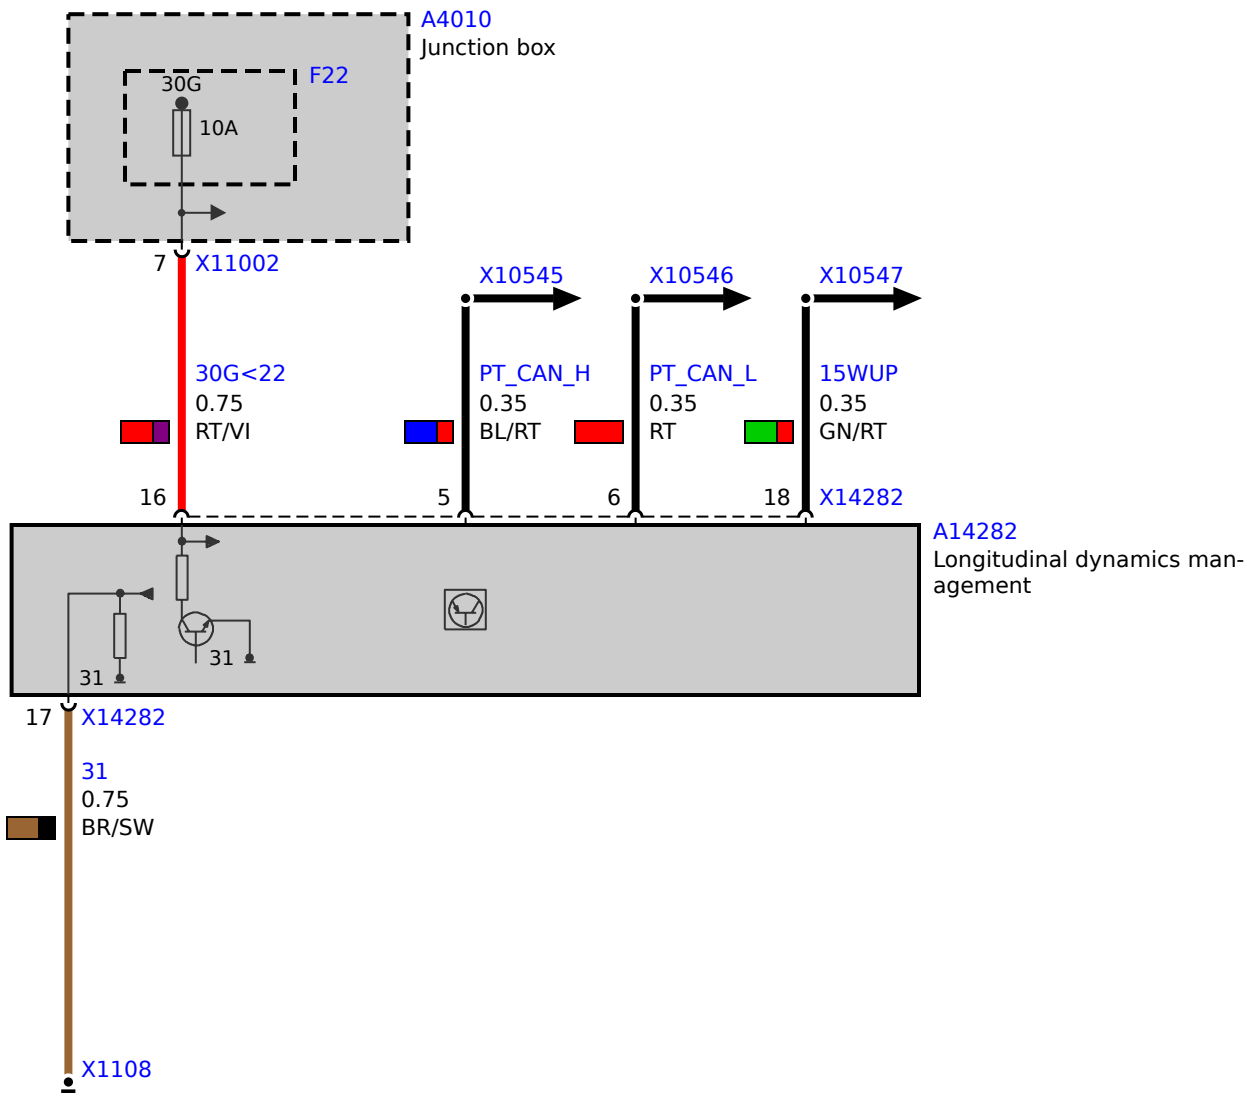 A4010
Junction box
F22
30G
10A
7
X11002
X10545
X10546
X10547
30G<22
0.75
RT/VI
PT_CAN_H
0.35
BL/RT
PT_CAN_L
0.35
RT
15WUP
0.35
GN/RT
16
5
6
18
X14282
A14282
Longitudinal dynamics man-
agement
31
31
17
X14282
31
0.75
BR/SW
X1108